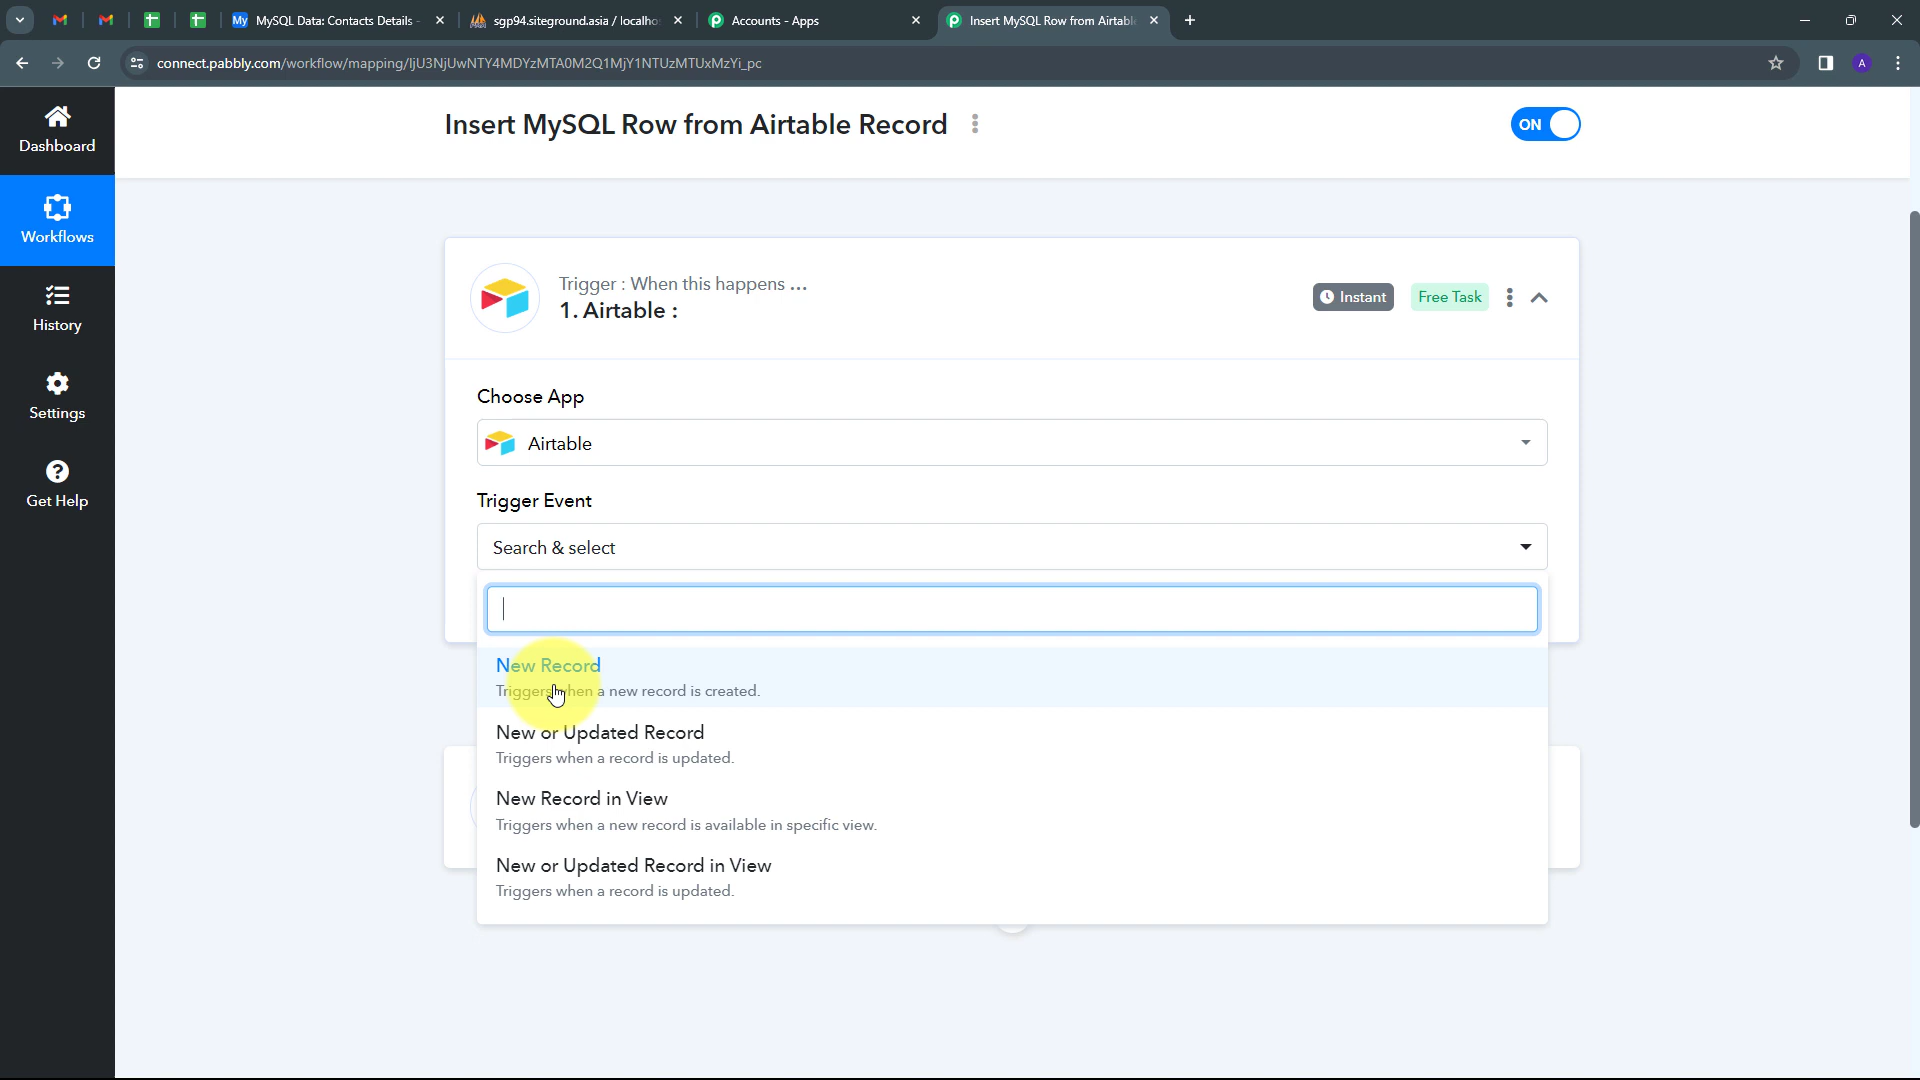 My MySQL Data: Contacts Details -
sgp94.siteground.asia / localho
Accounts - Apps
Insert MySQL Row from Airtabl
connect.pabbly.com/workflow/mapping/IjU3NjUwNTY4MDYzMTA0M2Q1MjY1NTUzMTUxMzYi_pc
A
Dashboard
Workflows
History
Settings
Get Help
Insert MySQL Row from Airtable Record
ON
Trigger : When this happens ...
1. Airtable :
Instant
Free Task
Choose App
Airtable
Trigger Event
Search & select
New Record
Triggers when a new record is created.
New or Updated Record
Triggers when a record is updated.
New Record in View
Triggers when a new record is available in specific view.
New or Updated Record in View
Triggers when a record is updated.